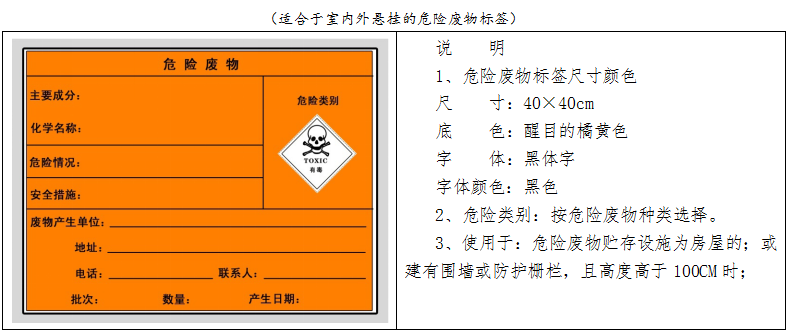 （适合于室内外悬挂的危险废物标签）
危险废物
主要成分：
化学名称：
危险类别
TOXIC
有毒
危险情况：
安全措施：
废物产生单位：
地址：
电话： 联系人：
批次： 数量： 产生日期：
说 明
1、危险废物标签尺寸颜色
尺 寸：40×40cm
底 色：醒目的橘黄色
字 体：黑体字
字体颜色：黑色
2、危险类别：按危险废物种类选择。
3、使用于：危险废物贮存设施为房屋的；或
建有围墙或防护栅栏，且高度高于100CM时；